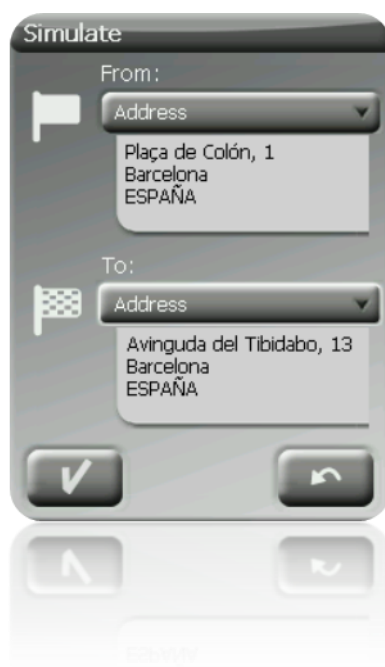 Simulate
From:
Address
Plaça de Colón, 1
Barcelona
ESPAÑA
To:
Address
Avinguda del Tibidabo, 13
Barcelona
ESPAÑA